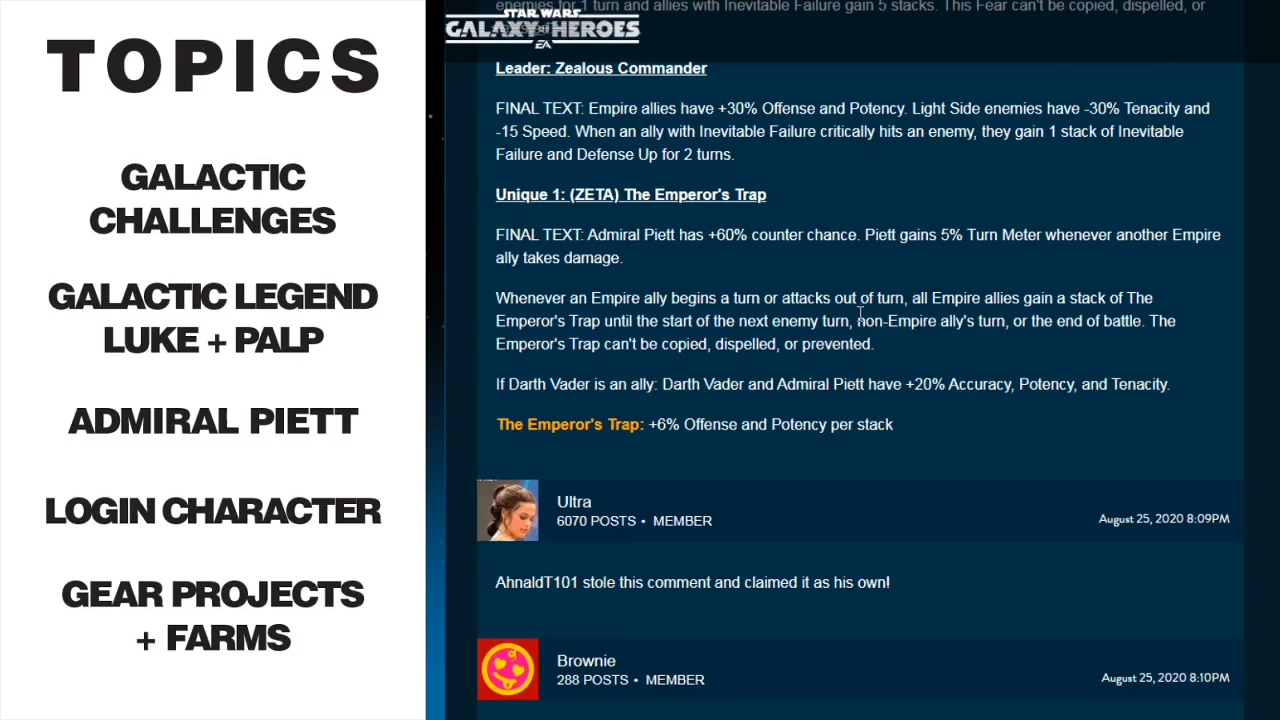 TOPICS
GALACTIC
CHALLENGES
GALACTIC LEGEND
LUKE + PALP
ADMIRAL PIETT
LOGIN CHARACTER
GEAR PROJECTS
+ FARMS
enemies for 1 turn and allies with Inevitable Failure gain 5 stacks. This Fear can't be copied, dispelled, or
STAR WARS
GALAXY OF HEROES
EA
Leader: Zealous Commander
FINAL TEXT: Empire allies have +30% Offense and Potency. Light Side enemies have -30% Tenacity and
-15 Speed. When an ally with Inevitable Failure critically hits an enemy, they gain 1 stack of Inevitable
Failure and Defense Up for 2 turns.
Unique 1: (ZETA) The Emperor's Trap
FINAL TEXT: Admiral Piett has +60% counter chance. Piett gains 5% Turn Meter whenever another Empire
ally takes damage.
Whenever an Empire ally begins a turn or attacks out of turn, all Empire allies gain a stack of The
Emperor's Trap until the start of the next enemy turn, non-Empire ally's turn, or the end of battle. The
Emperor's Trap can't be copied, dispelled, or prevented.
If Darth Vader is an ally: Darth Vader and Admiral Piett have +20% Accuracy, Potency, and Tenacity.
The Emperor's Trap: +6% Offense and Potency per stack
Ultra
6070 POSTS • MEMBER
August 25, 2020 8:09PM
AhnaldT101 stole this comment and claimed it as his own!
Brownie
288 POSTS • MEMBER
August 25, 2020 8:10PM